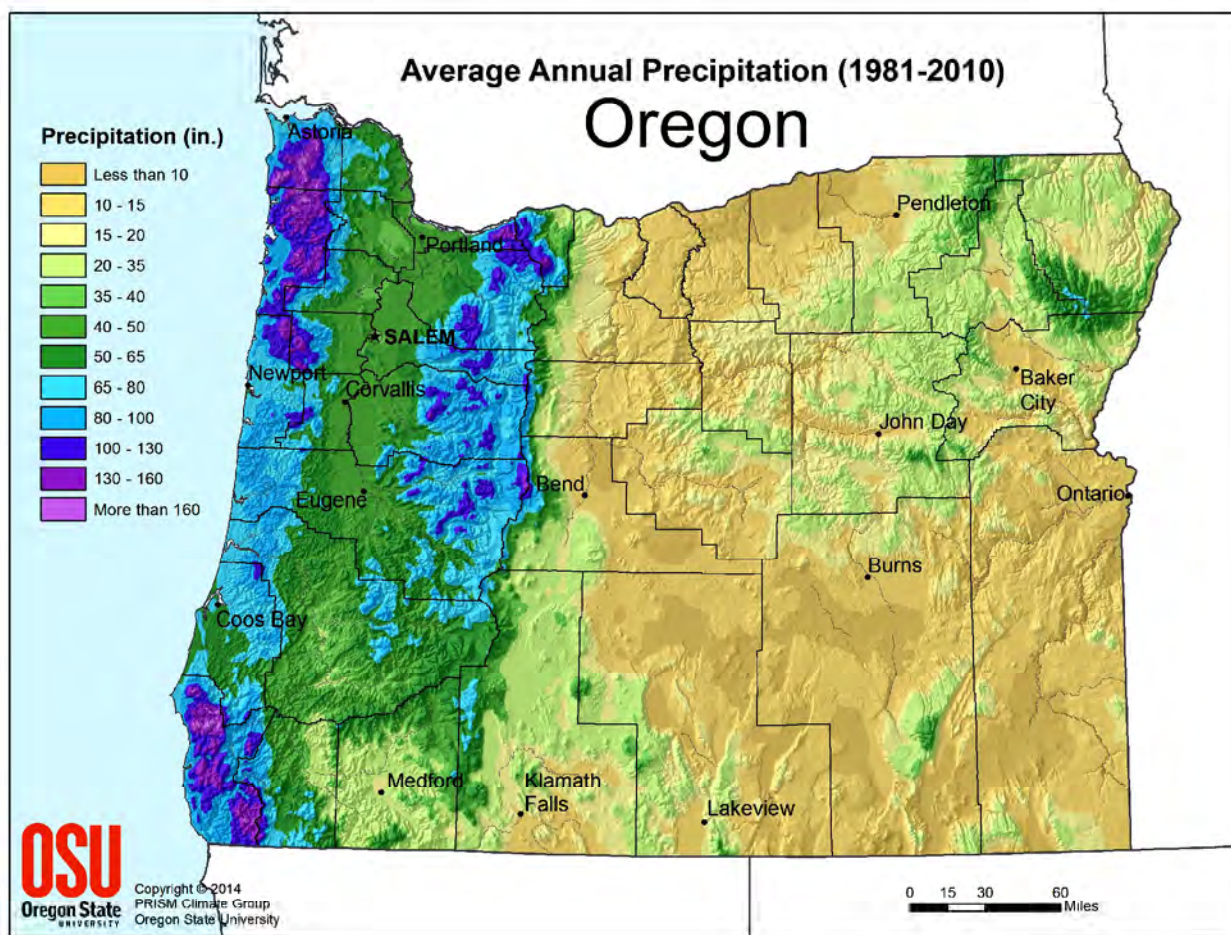 Average Annual Precipitation (1981-2010)
Oregon
Precipitation (in.)
Less than 10
10 - 15
15 - 20
20 - 35
35 - 40
40 - 50
50 - 65
65 - 80
80 - 100
100 - 130
130 - 160
More than 160
Astoria
Pendleton
Portland
SALEM
Newport
Corvallis
Baker
City
John Day
Eugene
Bend
Ontario
Burns
Coos Bay
Medford
Klamath
Falls
Lakeview
OSU
Oregon State
UNIVERSITY
Copyright © 2014
PRISM Climate Group
Oregon State University
0 15 30 60
Miles